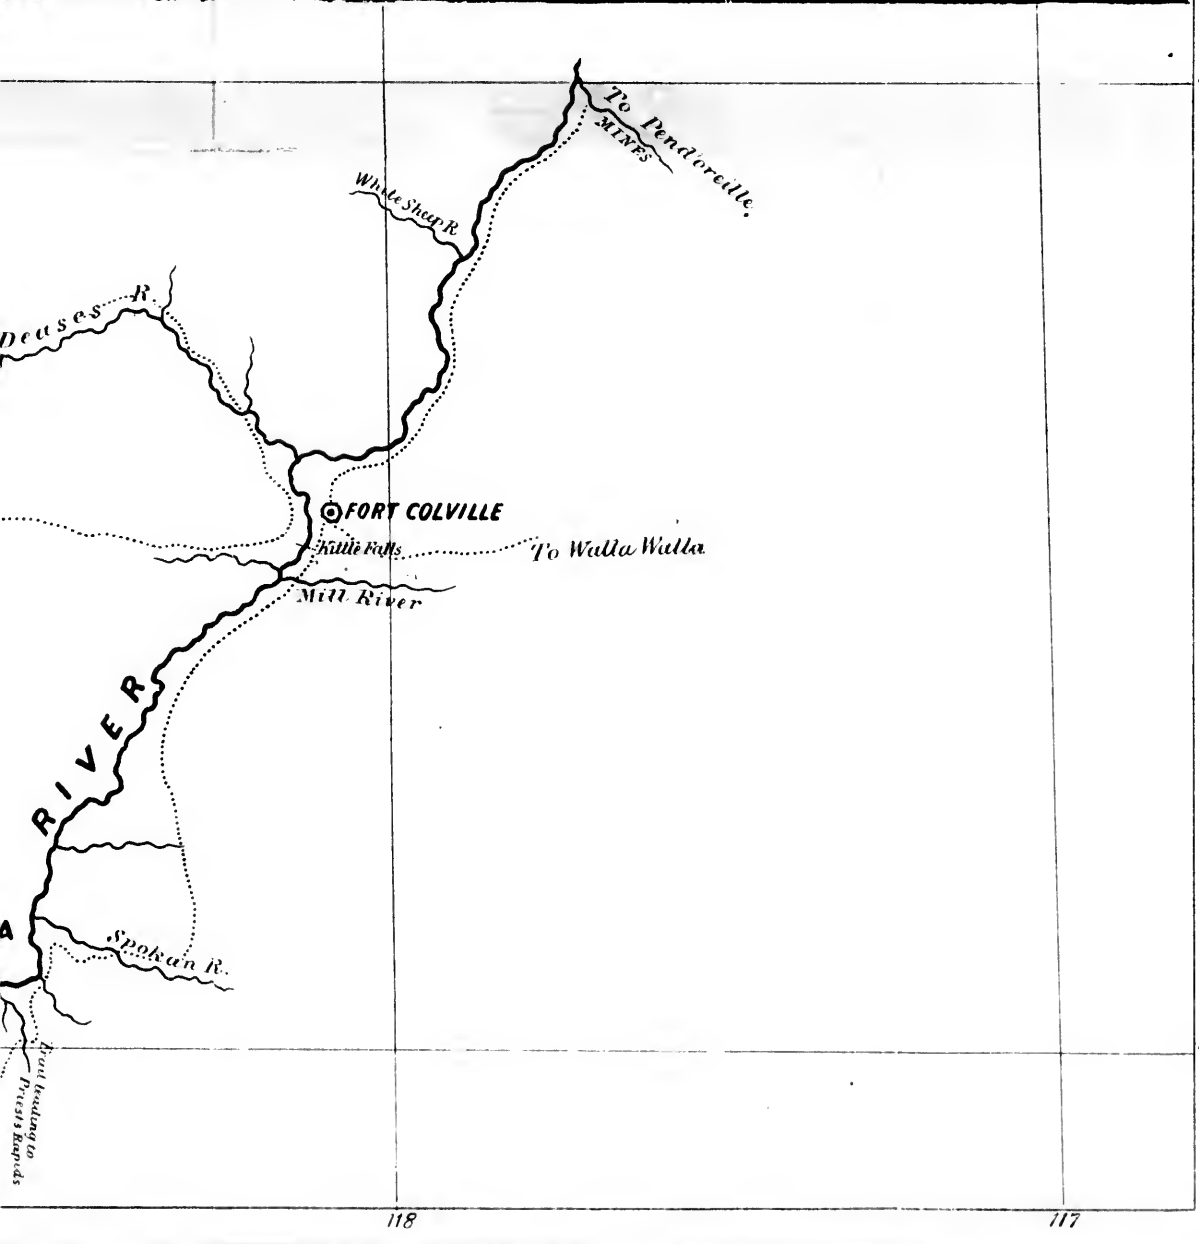 To Pend'oreille
MINES
White Sheep R
Deases R.
FORT COLVILLE
Kittle Falls
To Walla Walla
Mill River
RIVER
A
Spokan R.
Trail leading to
Priests Rapids
118
117